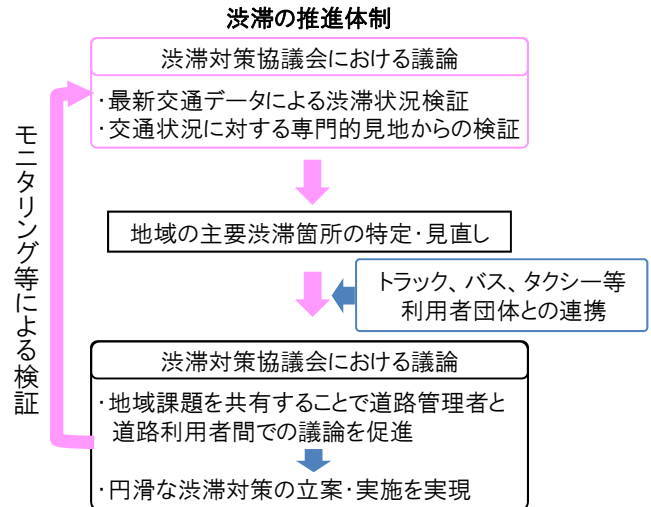 渋滞の推進体制
渋滞対策協議会における議論
・最新交通データによる渋滞状況検証
・交通状況に対する専門的見地からの検証
モニタリング等による検証
地域の主要渋滞箇所の特定・見直し
トラック、バス、タクシー等
利用者団体との連携
渋滞対策協議会における議論
・地域課題を共有することで道路管理者と
道路利用者間での議論を促進
・円滑な渋滞対策の立案・実施を実現